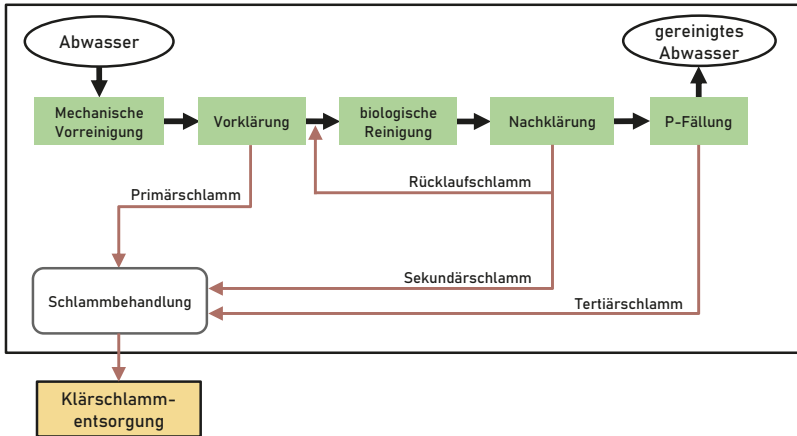 Abwasser
gereinigtes
Abwasser
Mechanische
Vorreinigung
Vorklärung
biologische
Reinigung
Nachklärung
P-Fällung
Primärschlamm
Rücklaufschlamm
Sekundärschlamm
Schlammbehandlung
Tertiärschlamm
Klärschlamm-
entsorgung